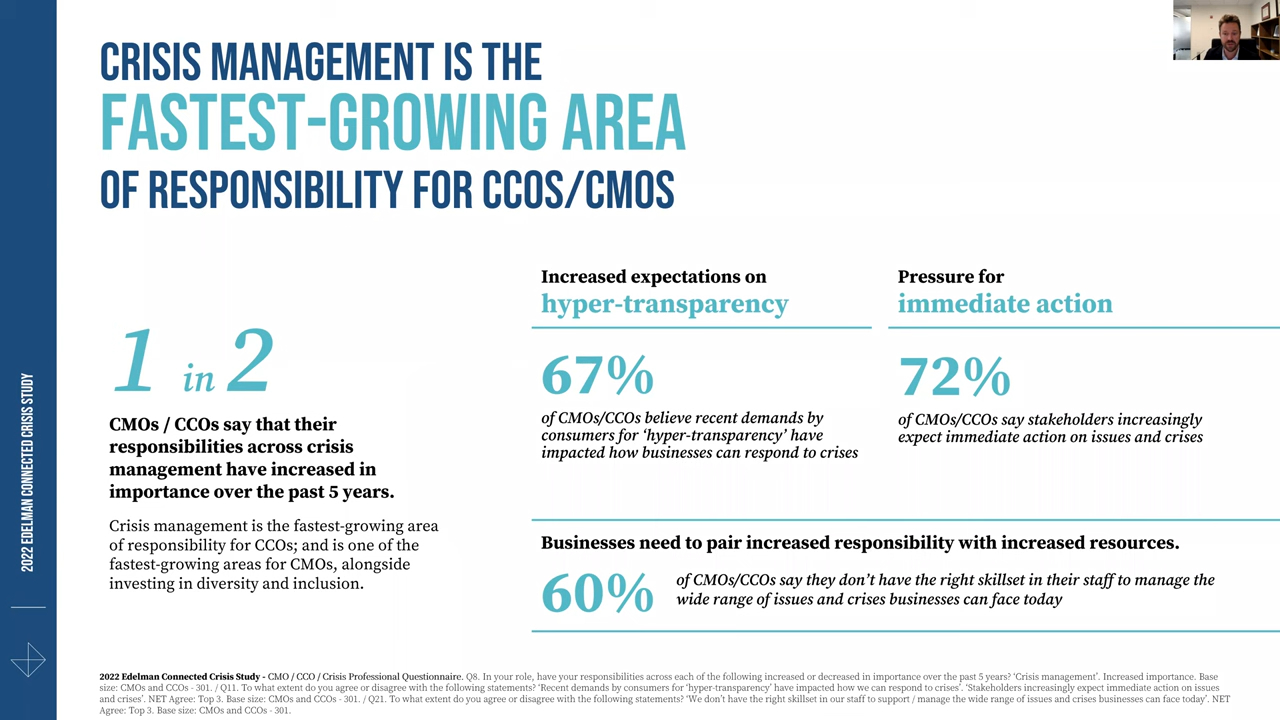 CRISIS MANAGEMENT IS THE
FASTEST-GROWING AREA
OF RESPONSIBILITY FOR CCOS/CMOS
1 in 2
CMOs / CCOs say that their
responsibilities across crisis
management have increased in
importance over the past 5 years.
Crisis management is the fastest-growing area
of responsibility for CCOs; and is one of the
fastest-growing areas for CMOs, alongside
investing in diversity and inclusion.
Increased expectations on
hyper-transparency
67%
of CMOs/CCOs believe recent demands by
consumers for ‘hyper-transparency’ have
impacted how businesses can respond to crises
Pressure for
immediate action
72%
of CMOs/CCOs say stakeholders increasingly
expect immediate action on issues and crises
Businesses need to pair increased responsibility with increased resources.
60%
of CMOs/CCOs say they don’t have the right skillset in their staff to manage the
wide range of issues and crises businesses can face today
2022 EDELMAN CONNECTED CRISIS STUDY
2022 Edelman Connected Crisis Study - CMO / CCO / Crisis Professional Questionnaire. Q8. In your role, have your responsibilities across each of the following increased or decreased in importance over the past 5 years? ‘Crisis management’. Increased importance. Base
size: CMOs and CCOs - 301. / Q11. To what extent do you agree or disagree with the following statements? ‘Recent demands by consumers for ‘hyper-transparency’ have impacted how we can respond to crises’. ‘Stakeholders increasingly expect immediate action on issues
and crises’. NET Agree: Top 3. Base size: CMOs and CCOs - 301. / Q21. To what extent do you agree or disagree with the following statements? ‘We don’t have the right skillset in our staff to support / manage the wide range of issues and crises businesses can face today’. NET
Agree: Top 3. Base size: CMOs and CCOs - 301.